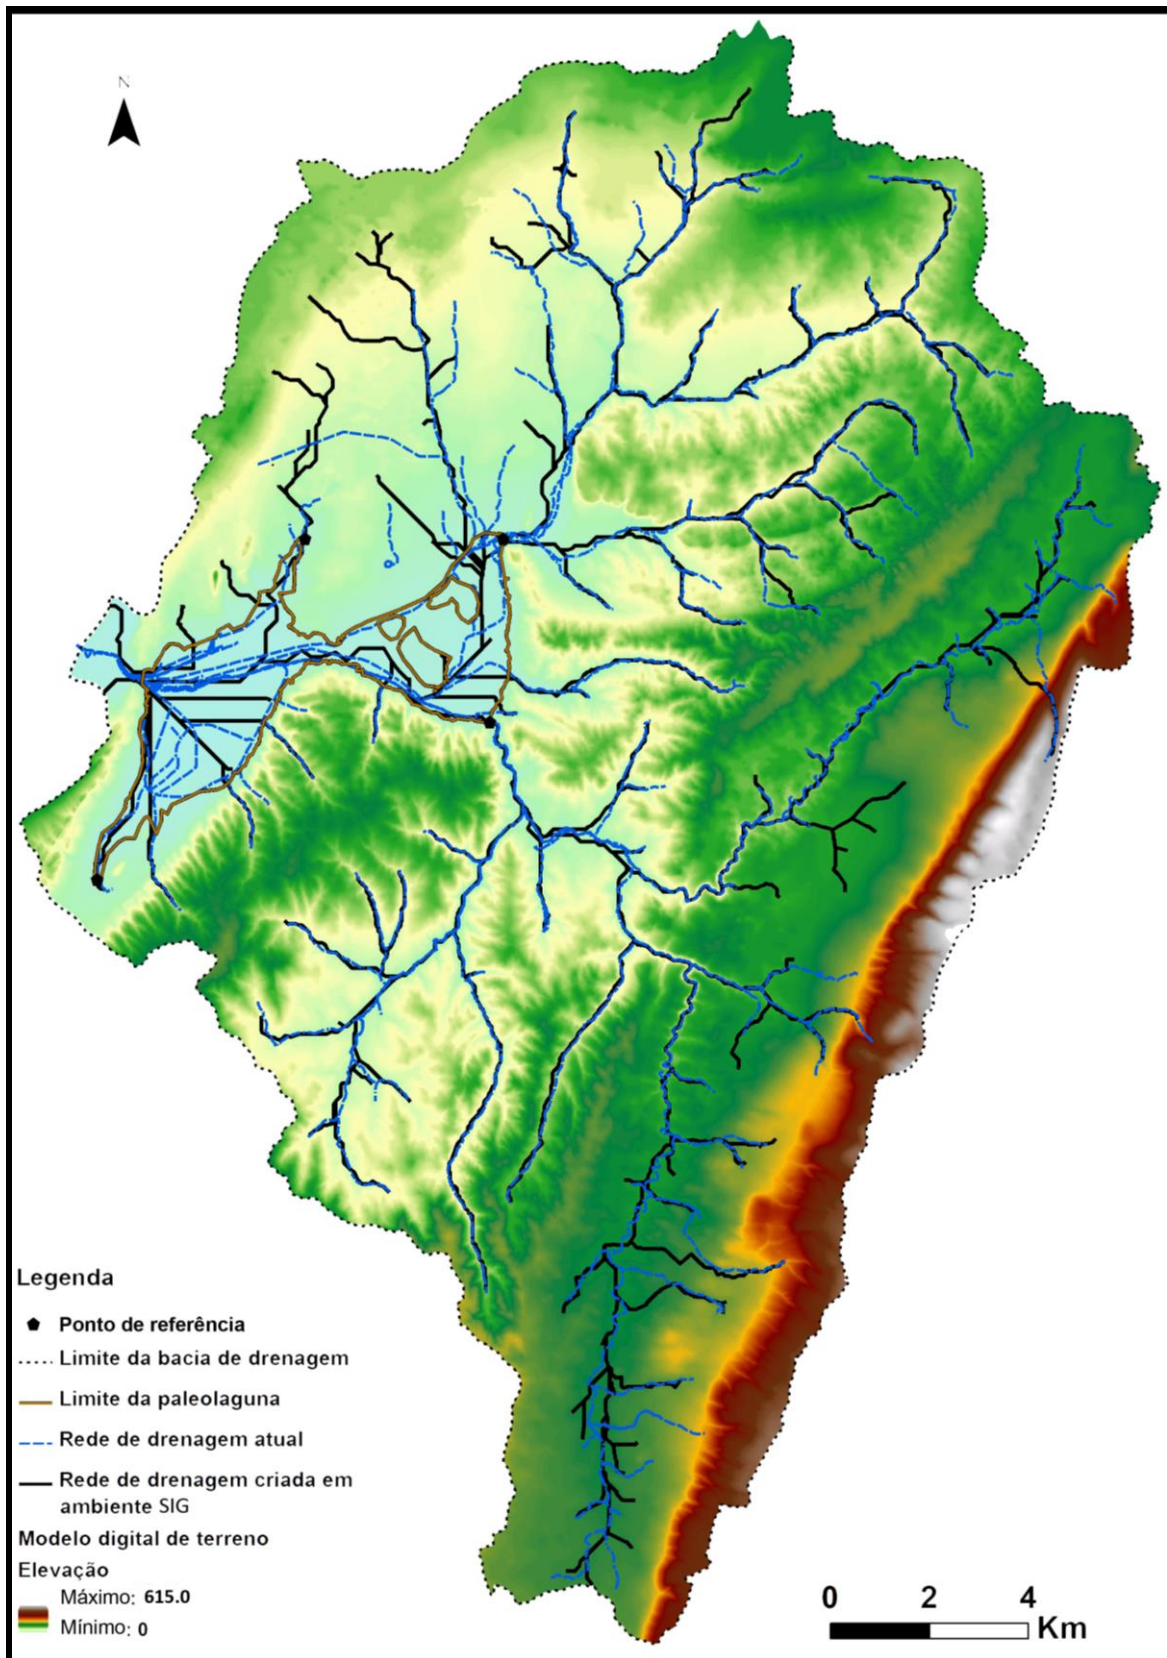 N
Legenda
Ponto de referência
Limite da bacia de drenagem
Limite da paleolaguna
Rede de drenagem atual
Rede de drenagem criada em
ambiente SIG
Modelo digital de terreno
Elevação
Máximo: 615.0
Mínimo: 0
0 2 4
Km